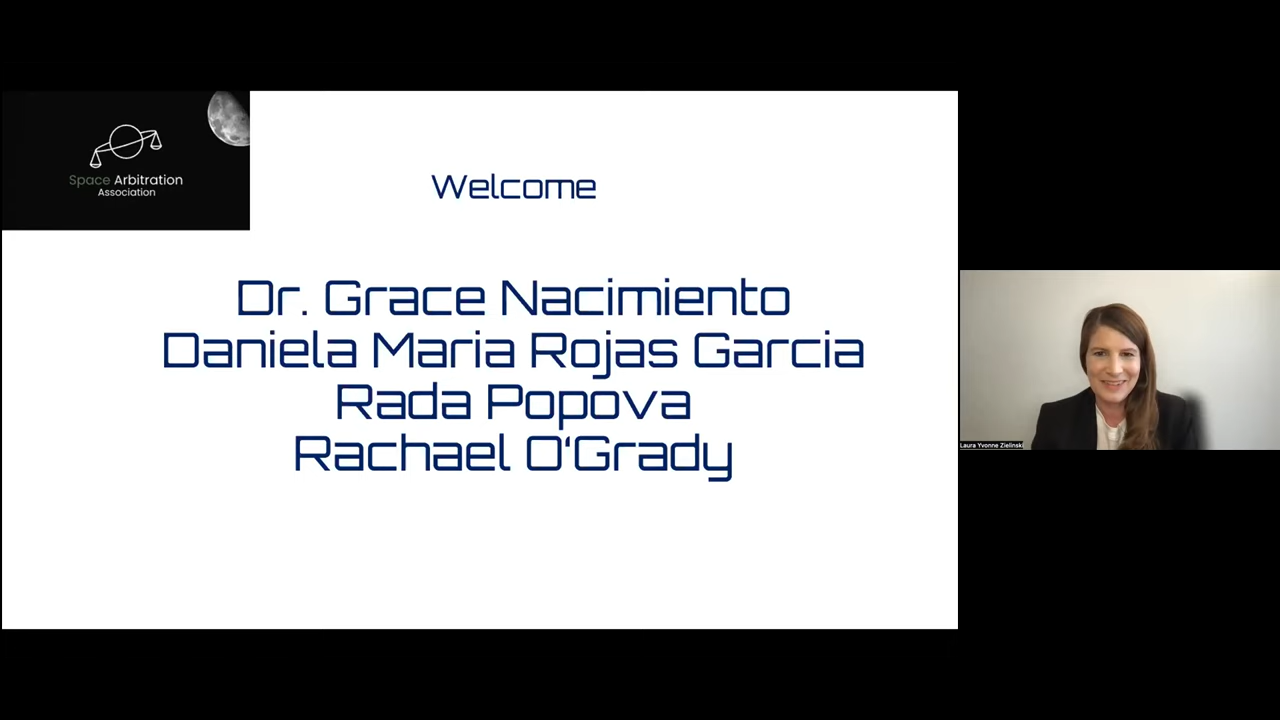 Space Arbitration
Association
Welcome
Dr. Grace Nacimiento
Daniela Maria Rojas Garcia
Rada Popova
Rachael O‘Grady
Laura Yvonne Zielinski